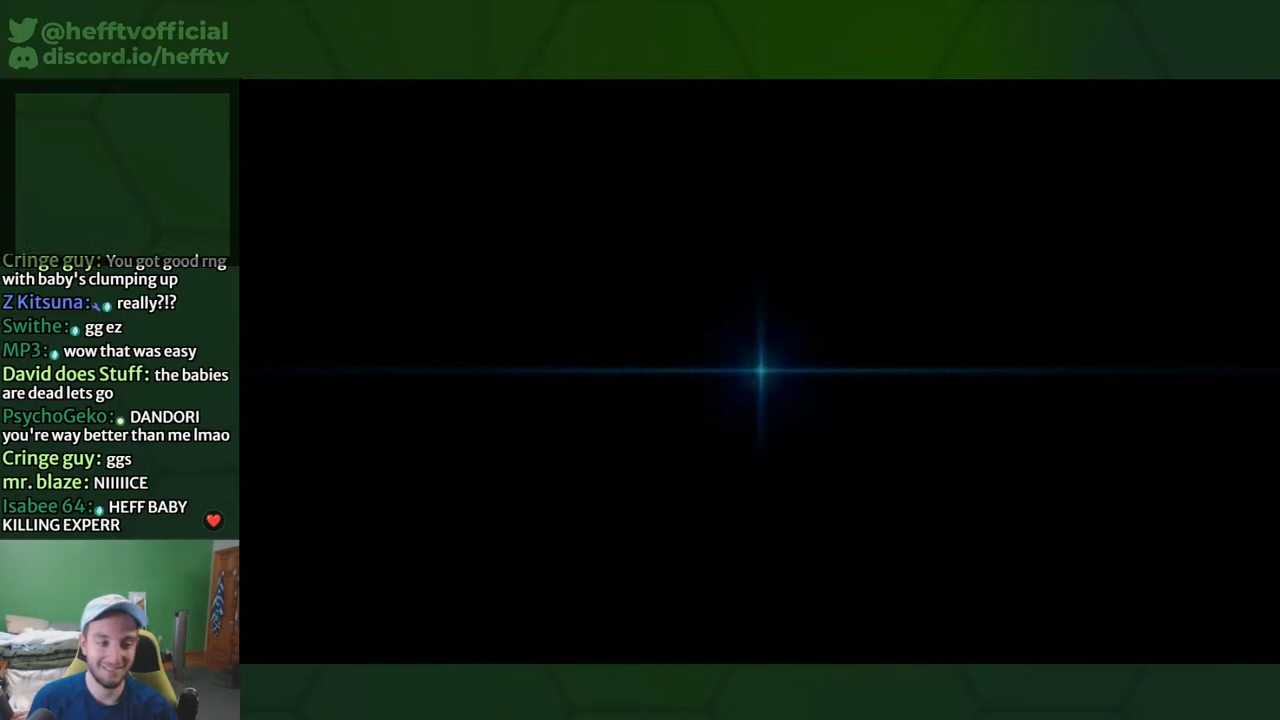 @hefftvofficial
discord.io/hefftv
Cringe guy: You got good rng
with baby's clumping up
Z Kitsuna: really?!?
Swithe: gg ez
MP3: wow that was easy
David does Stuff: the babies
are dead lets go
PsychoGeko: DANDORI
you're way better than me lmao
Cringe guy: ggs
mr. blaze: NIIIIICE
Isabee 64: HEFF BABY
KILLING EXPERR